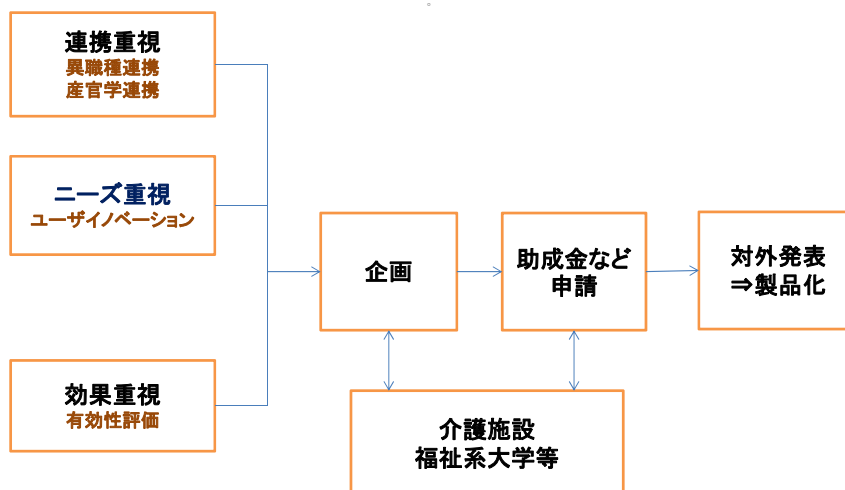 。
連携重視
異職種連携
産官学連携
ニーズ重視
ユーザイノベーション
効果重視
有効性評価
企画
助成金など
申請
対外発表
⇒製品化
介護施設
福祉系大学等